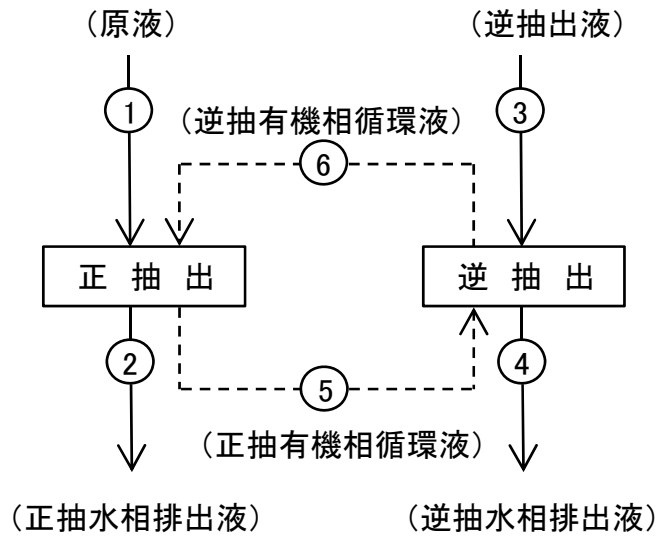 (原液)
(逆抽出液)
1
3
(逆抽有機相循環液)
6
正 抽 出
逆 抽 出
2
4
5
(正抽有機相循環液)
(正抽水相排出液)
(逆抽水相排出液)